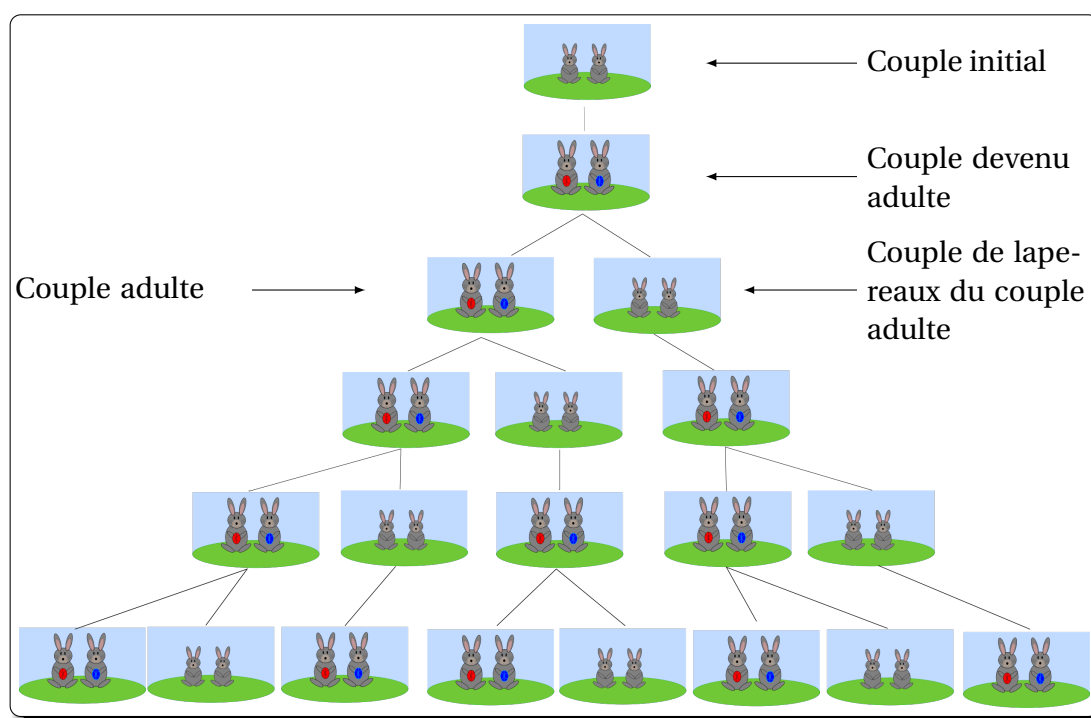 Couple initial
Couple devenu
adulte
Couple adulte
Couple de lape-
reaux du couple
adulte